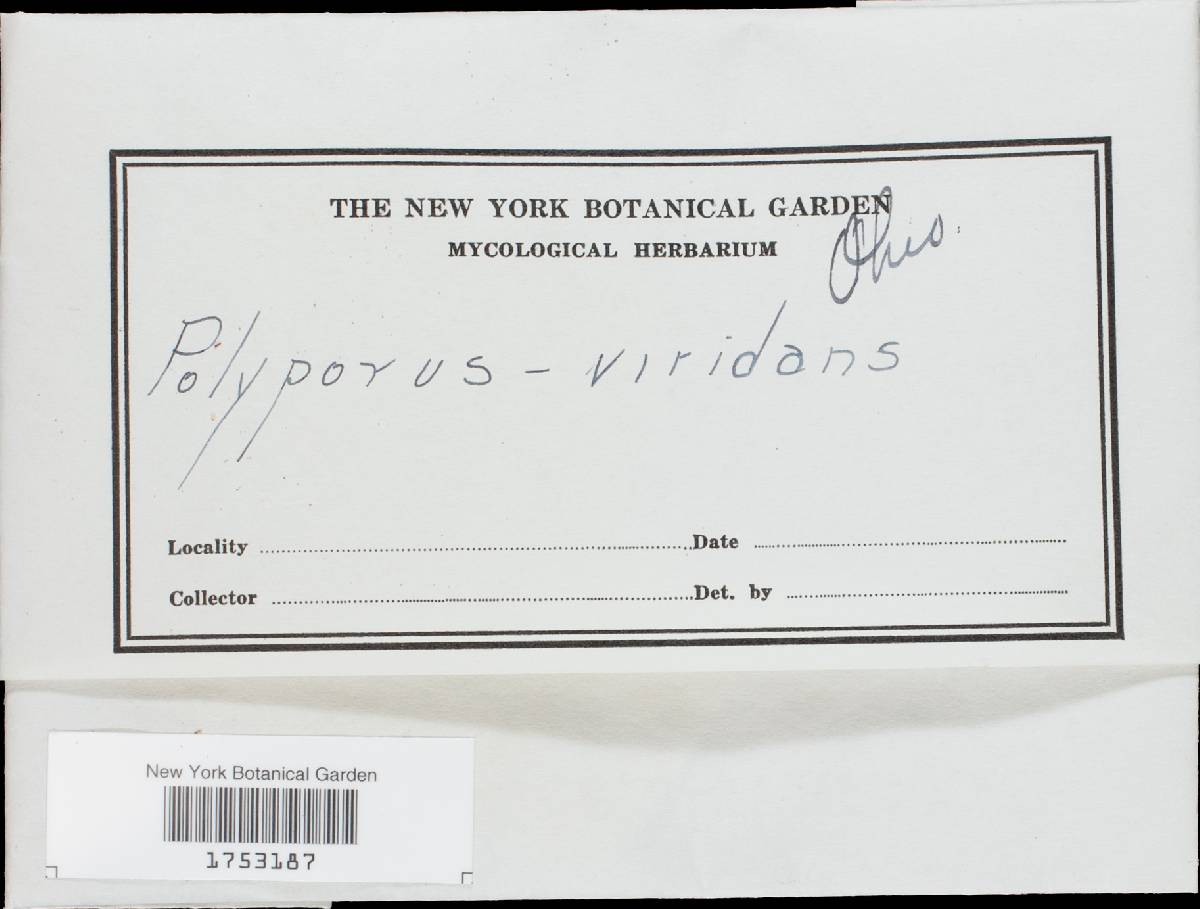 THE NEW YORK BOTANICAL GARDEN
MYCOLOGICAL HERBARIUM
Ohio.
Polyporus - viridans
Locality ........ Date ........
Collector ........ Det. by ........
New York Botanical Garden
1753187